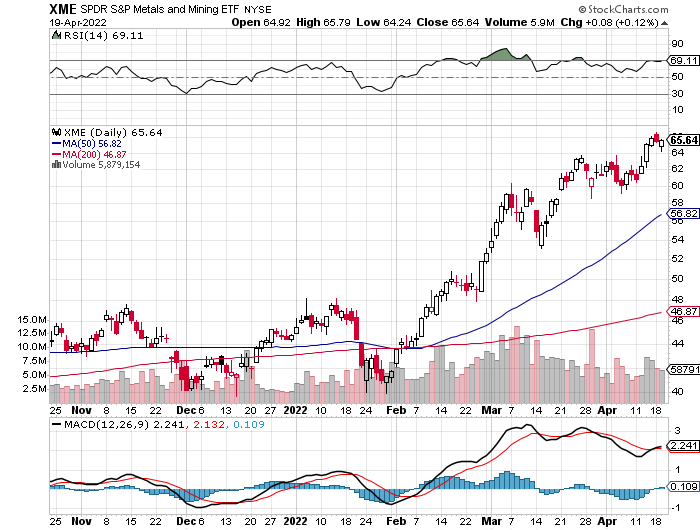 XME SPDR S&P Metals and Mining ETF NYSE © StockCharts.com
19-Apr-2022 Open 64.92 High 65.79 Low 64.24 Close 65.64 Volume 5.9M Chg +0.08 (+0.12%)
RSI(14) 69.11
90
70
69.11
50
30
10
XME (Daily) 65.64
MA(50) 56.82
MA(200) 46.87
Volume 5,879,154
65.64
64
62
60
58
56.82
56
54
52
50
48
46.87
46
15.0M
12.5M 44
10.0M
7.5M
58791
5.0M
2.5M 40
25 Nov 8 15 22 Dec 6 13 20 27 2022 10 18 24 Feb 7 14 22 Mar 7 14 21 28 Apr 11 18
MACD(12,26,9) 2.241, 2.132, 0.109
3
2.241
1
0.109
-1
25 Nov 8 15 22 Dec 6 13 20 27 2022 10 18 24 Feb 7 14 22 Mar 7 14 21 28 Apr 11 18